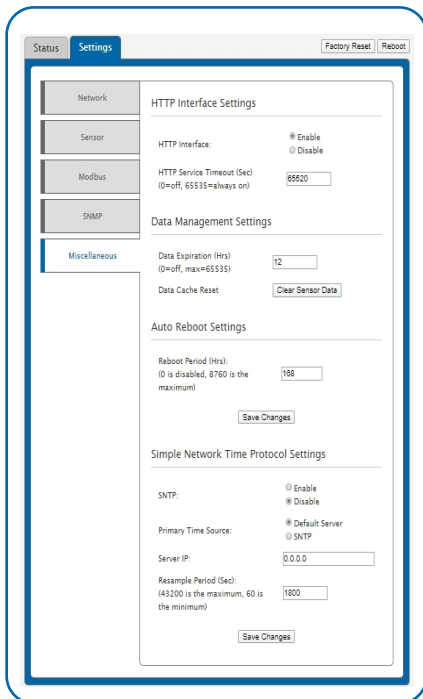 Status Settings Factory Reset Reboot
Network
Sensor
Modbus
SNMP
Miscellaneous
HTTP Interface Settings
HTTP Interface: Enable
Disable
HTTP Service Timeout (Sec)
(0=off, 65535=always on) 65520
Data Management Settings
Data Expiration (Hrs)
(0=off, max=65535) 12
Data Cache Reset Clear Sensor Data
Auto Reboot Settings
Reboot Period (Hrs):
(0 is disabled, 8760 is the 168
maximum)
Save Changes
Simple Network Time Protocol Settings
SNTP: Enable
Disable
Primary Time Source: Default Server
SNTP
Server IP: 0.0.0.0
Resample Period (Sec):
(43200 is the maximum, 60 is 1800
the minimum)
Save Changes